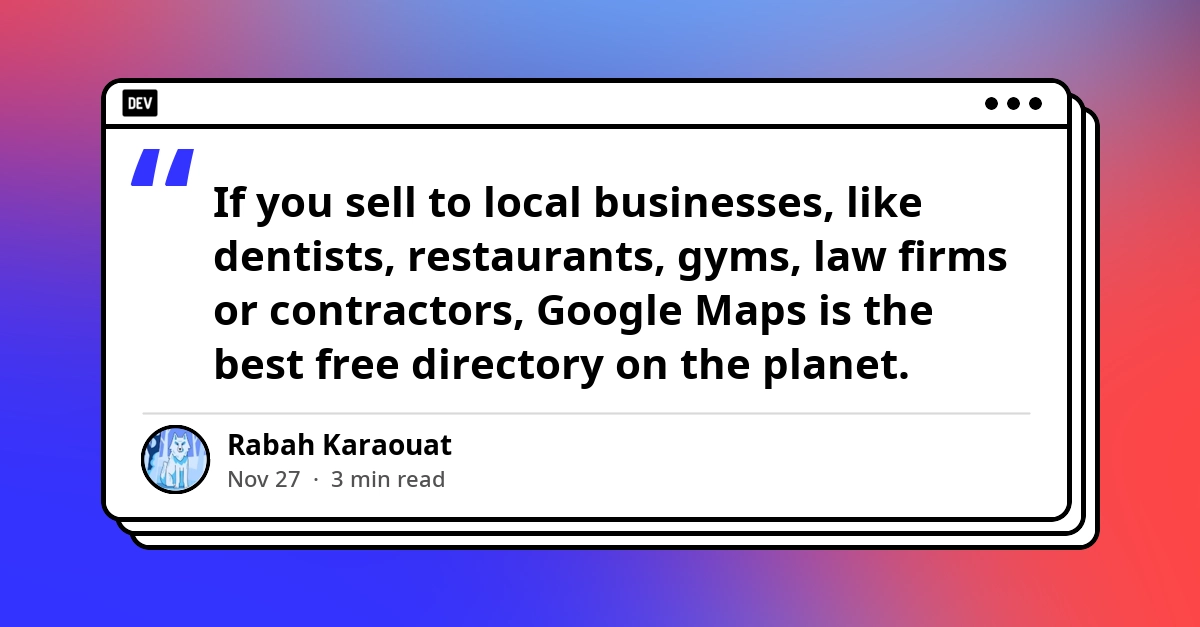 DEV
“
If you sell to local businesses, like
dentists, restaurants, gyms, law firms
or contractors, Google Maps is the
best free directory on the planet.
Rabah Karaouat
Nov 27 · 3 min read